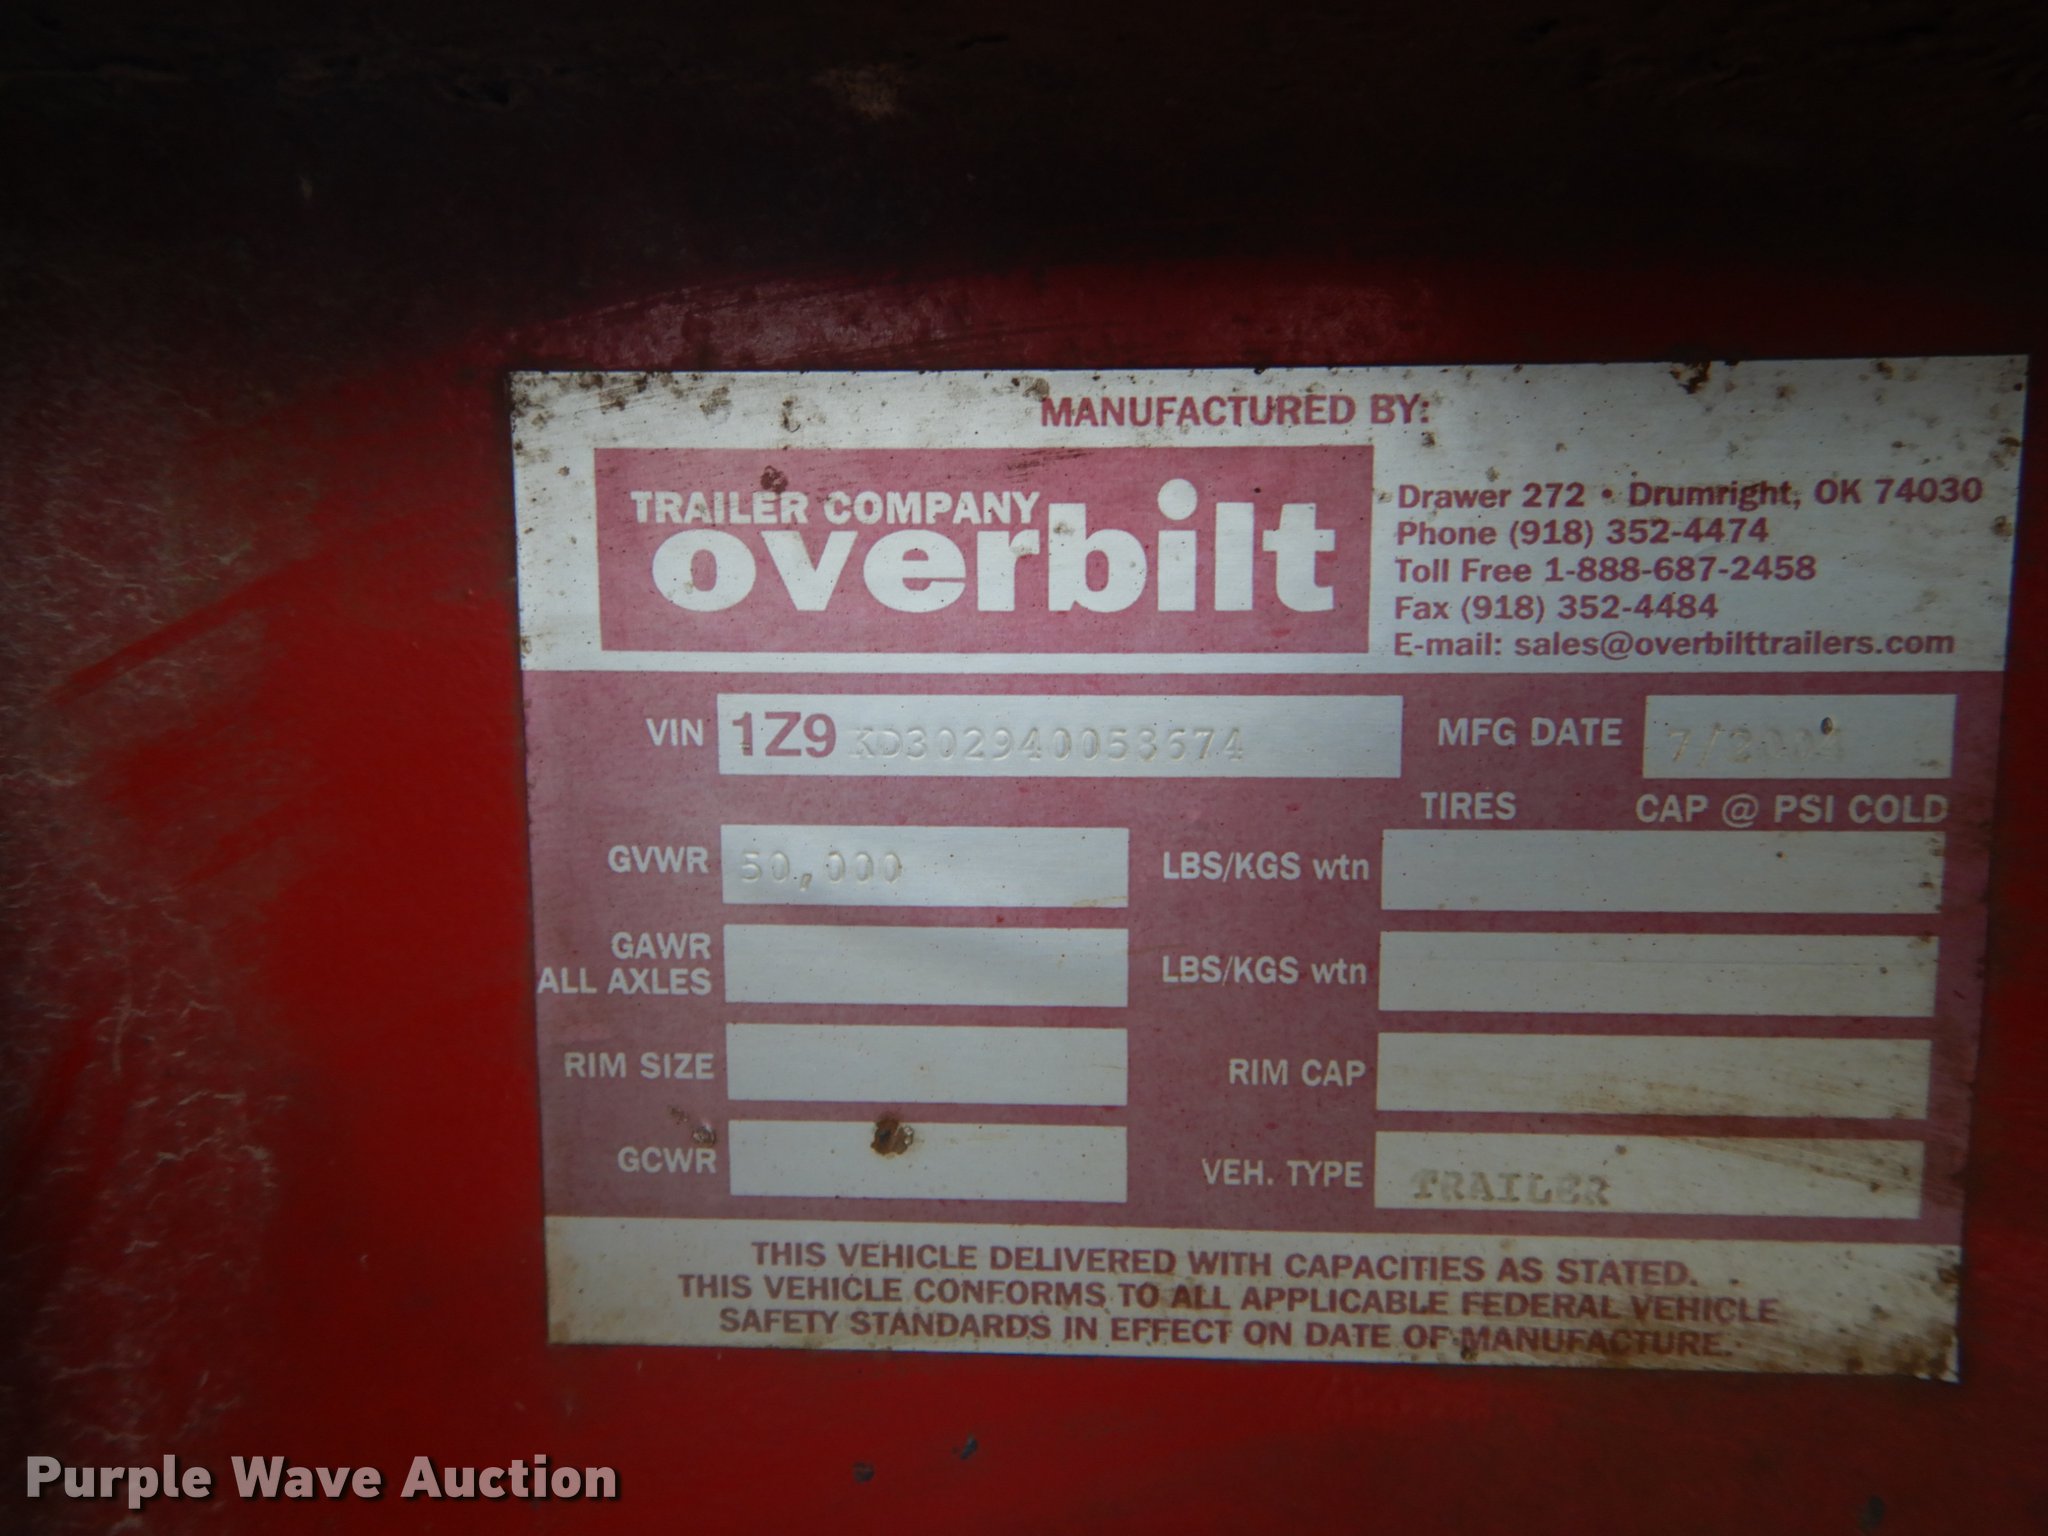 MANUFACTURED BY:
TRAILER COMPANY
overbilt
Drawer 272 • Drumright, OK 74030
Phone (918) 352-4474
Toll Free 1-888-687-2458
Fax (918) 352-4484
E-mail: sales@overbilttrailers.com
VIN 1Z9 KD302940058674 MFG DATE 7/2004
TIRES CAP @ PSI COLD
GVWR 50,000 LBS/KGS wtn
GAWR
ALL AXLES LBS/KGS wtn
RIM SIZE RIM CAP
GCWR VEH. TYPE TRAILER
THIS VEHICLE DELIVERED WITH CAPACITIES AS STATED.
THIS VEHICLE CONFORMS TO ALL APPLICABLE FEDERAL VEHICLE
SAFETY STANDARDS IN EFFECT ON DATE OF MANUFACTURE.
Purple Wave Auction